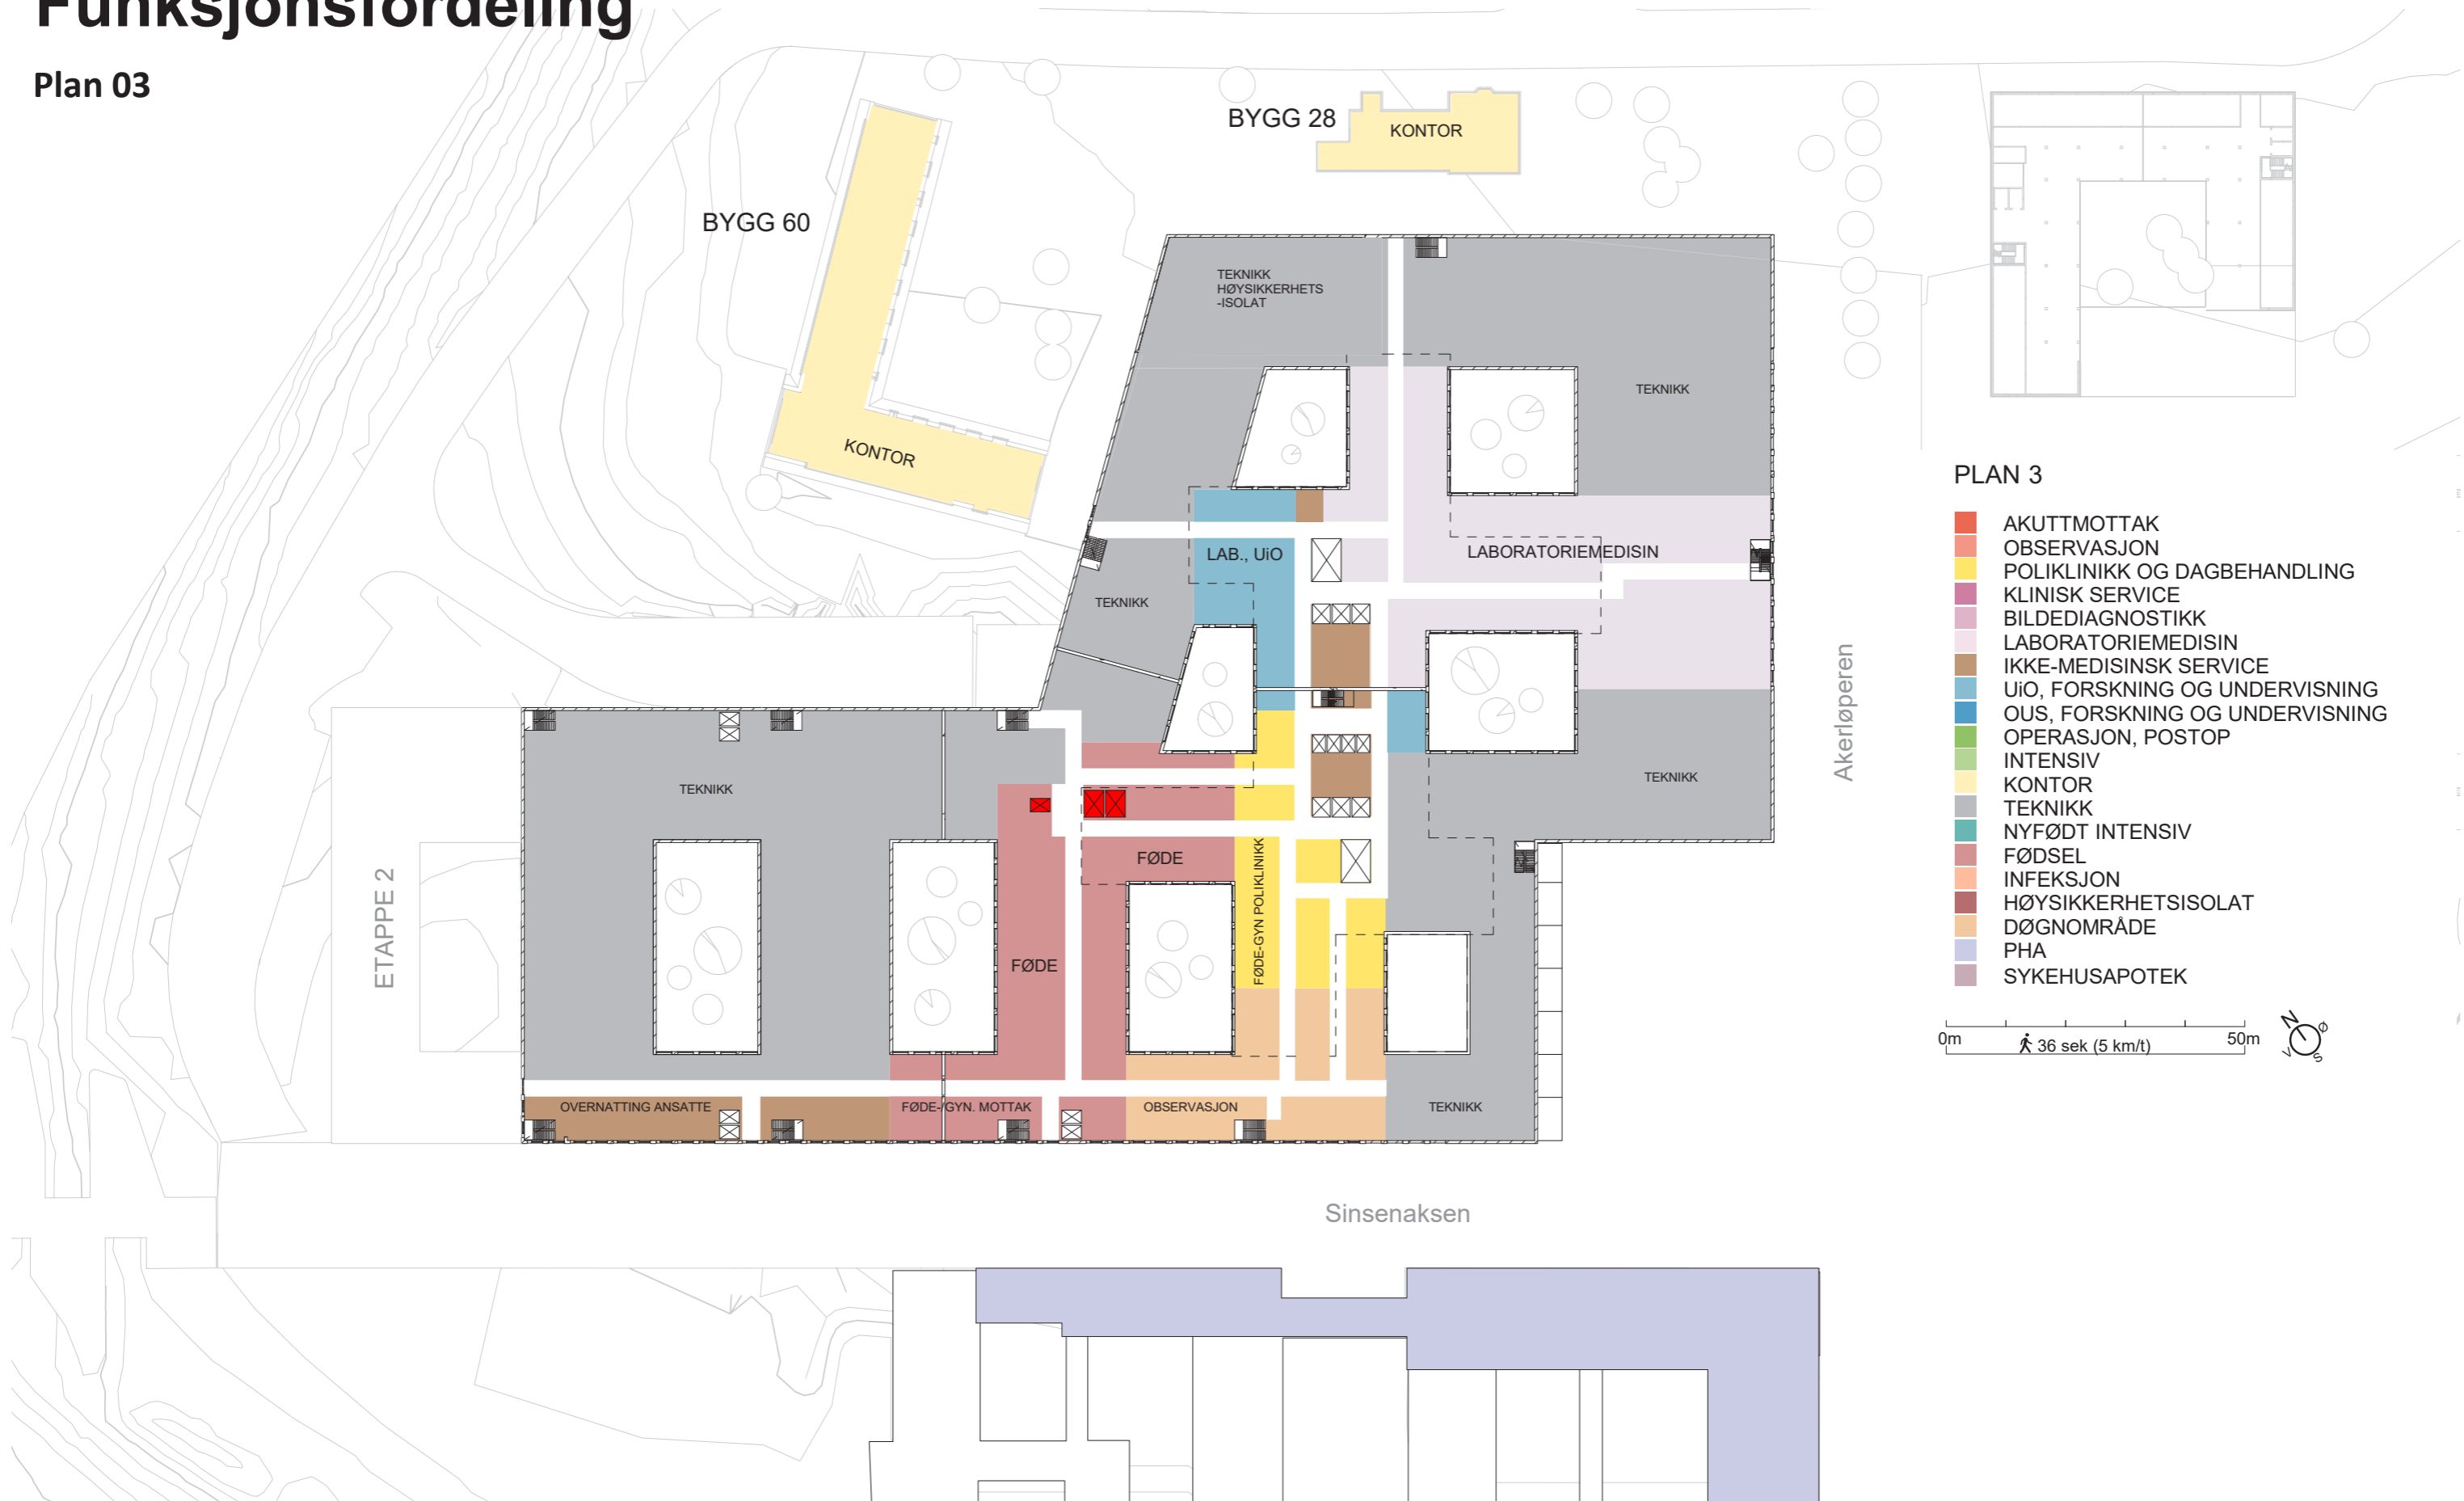 Funksjonsfordeling
Plan 03
BYGG 28
KONTOR
BYGG 60
KONTOR
TEKNIKK
HØYSIKKERHETS
-ISOLAT
TEKNIKK
LAB., UiO
LABORATORIEMEDISIN
TEKNIKK
TEKNIKK
TEKNIKK
FØDE
FØDE
FØDE-GYN POLIKLINIKK
OVERNATTING ANSATTE
FØDE-/GYN. MOTTAK
OBSERVASJON
TEKNIKK
ETAPPE 2
Akerløperen
Sinsenaksen
PLAN 3
AKUTTMOTTAK
OBSERVASJON
POLIKLINIKK OG DAGBEHANDLING
KLINISK SERVICE
BILDEDIAGNOSTIKK
LABORATORIEMEDISIN
IKKE-MEDISINSK SERVICE
UiO, FORSKNING OG UNDERVISNING
OUS, FORSKNING OG UNDERVISNING
OPERASJON, POSTOP
INTENSIV
KONTOR
TEKNIKK
NYFØDT INTENSIV
FØDSEL
INFEKSJON
HØYSIKKERHETSISOLAT
DØGNOMRÅDE
PHA
SYKEHUSAPOTEK
0m
36 sek (5 km/t)
50m
N
Ø
V
S